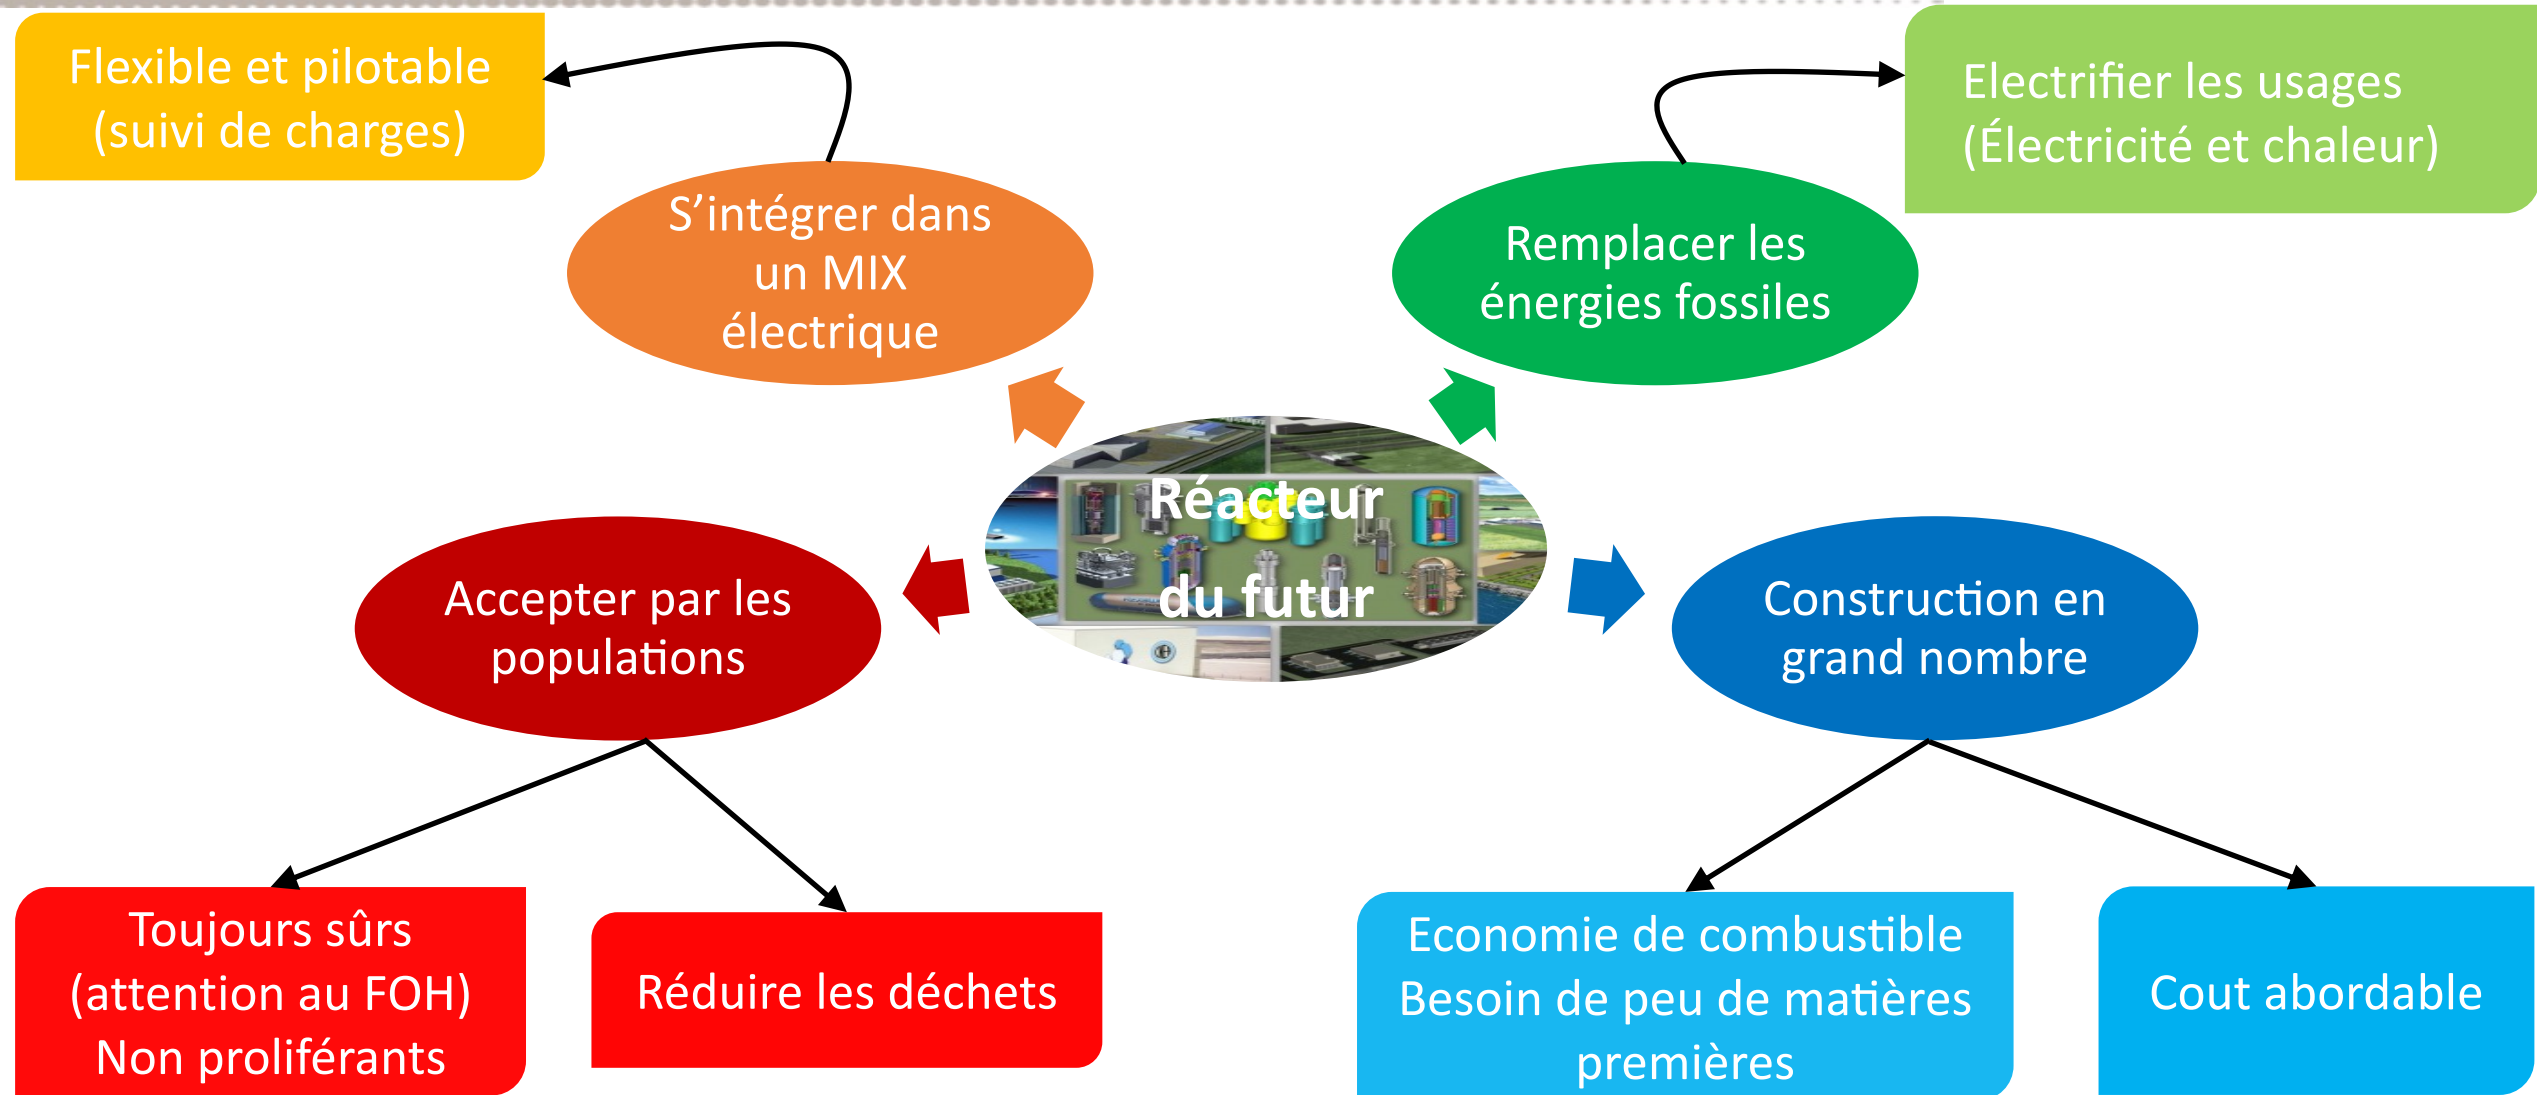 Flexible et pilotable
(suivi de charges)
Electrifier les usages
(Électricité et chaleur)
S’intégrer dans
un MIX
électrique
Remplacer les
énergies fossiles
Réacteur
du futur
Accepter par les
populations
Construction en
grand nombre
Toujours sûrs
(attention au FOH)
Non proliférants
Réduire les déchets
Economie de combustible
Besoin de peu de matières
premières
Cout abordable